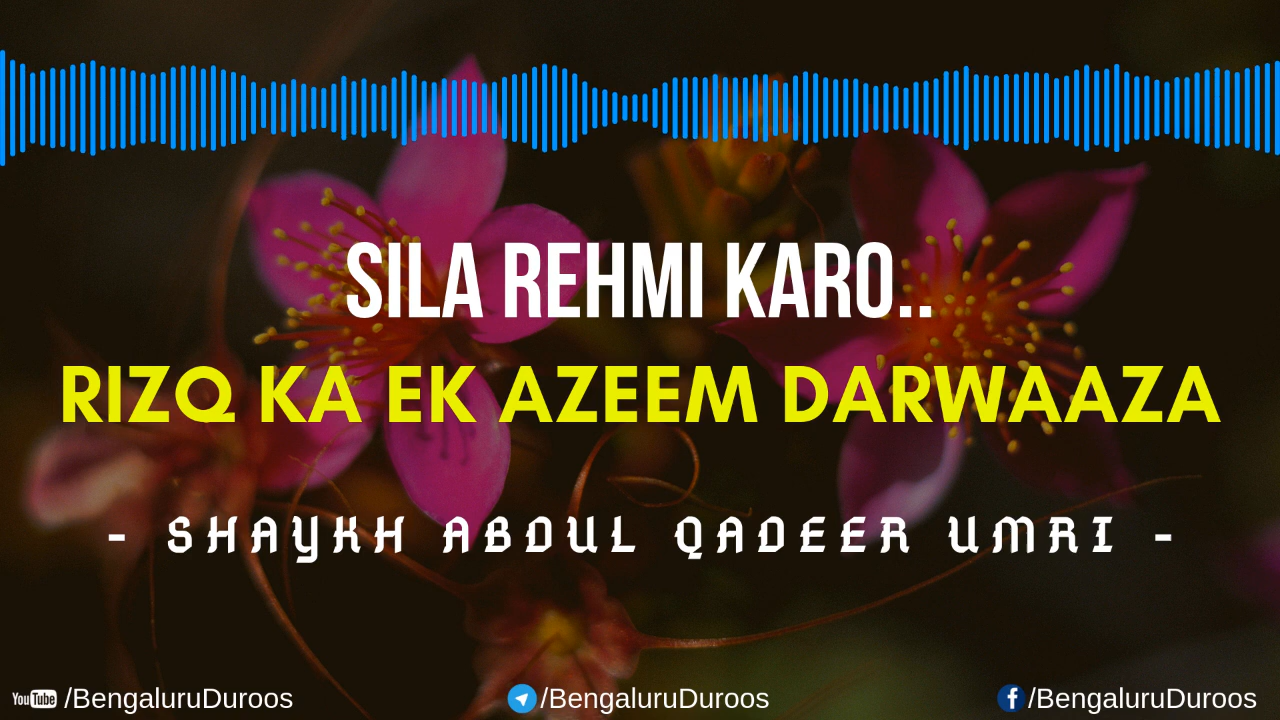 SILA REHMI KARO..
RIZQ KA EK AZEEM DARWAAZA
- SHAYKH ABDUL QADEER UMRI -
YouTube /BengaluruDuroos /BengaluruDuroos f /BengaluruDuroos